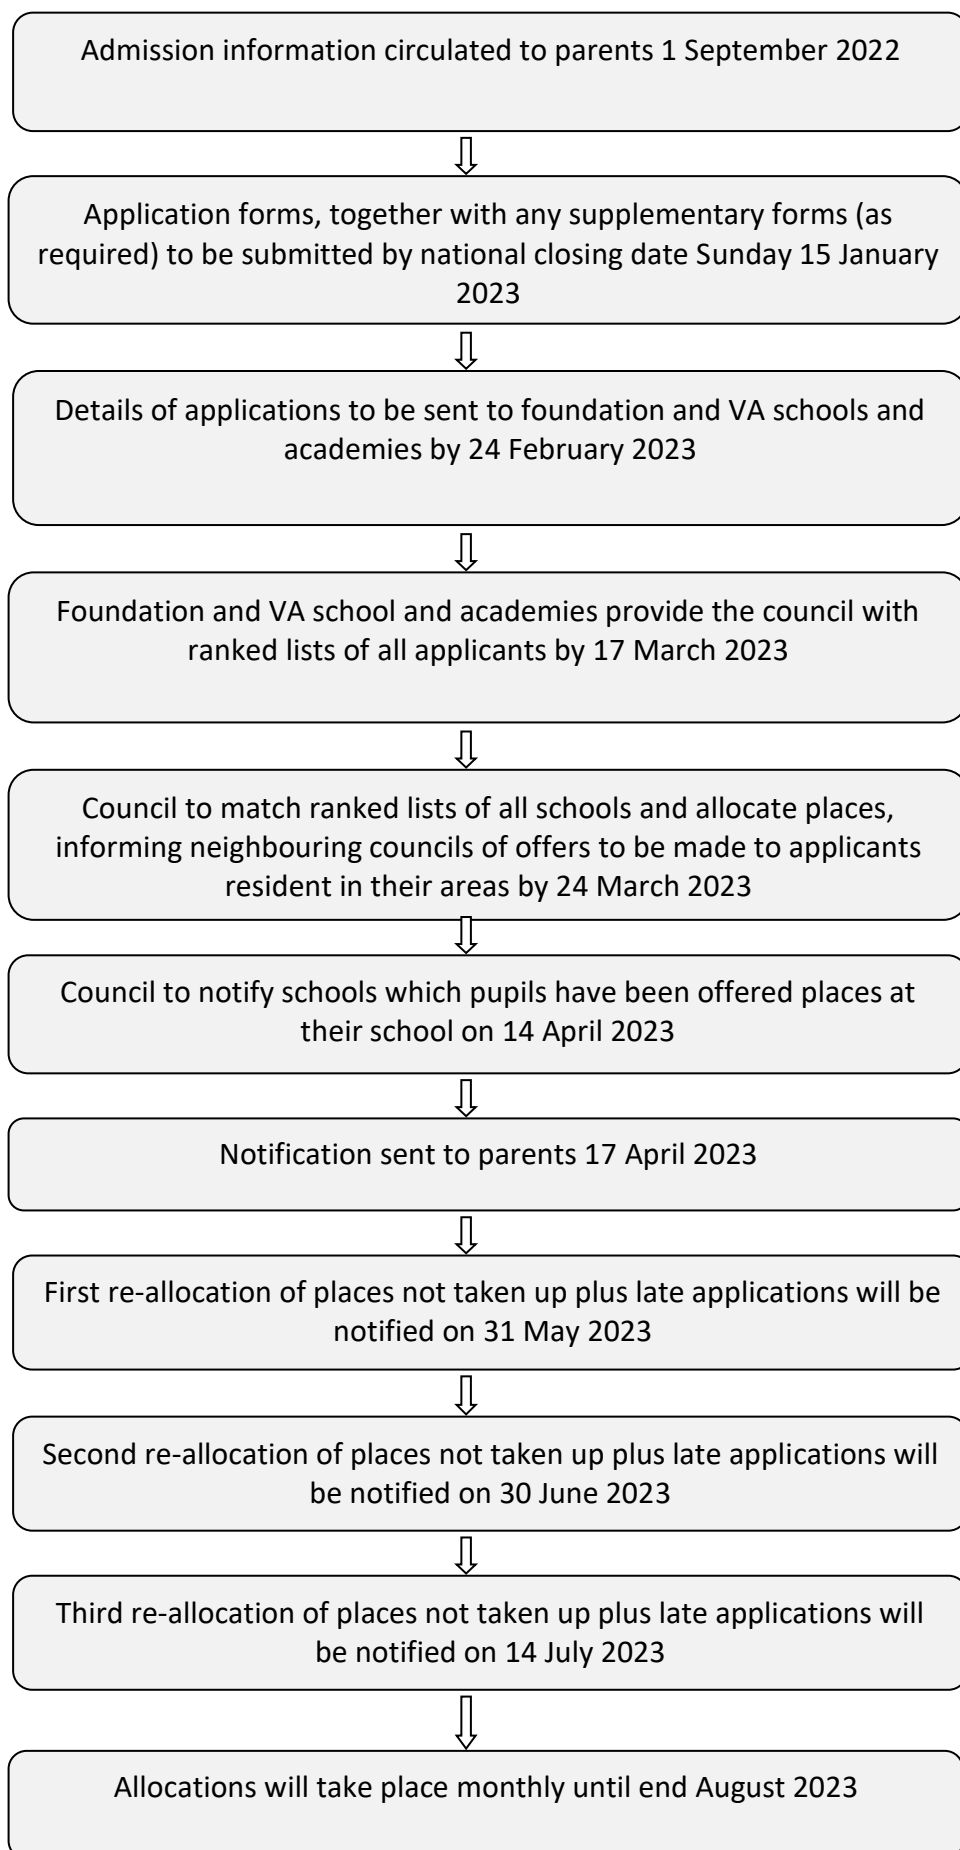 Admission information circulated to parents 1 September 2022
Application forms, together with any supplementary forms (as
required) to be submitted by national closing date Sunday 15 January
2023
Details of applications to be sent to foundation and VA schools and
academies by 24 February 2023
Foundation and VA school and academies provide the council with
ranked lists of all applicants by 17 March 2023
Council to match ranked lists of all schools and allocate places,
informing neighbouring councils of offers to be made to applicants
resident in their areas by 24 March 2023
Council to notify schools which pupils have been offered places at
their school on 14 April 2023
Notification sent to parents 17 April 2023
First re-allocation of places not taken up plus late applications will be
notified on 31 May 2023
Second re-allocation of places not taken up plus late applications will
be notified on 30 June 2023
Third re-allocation of places not taken up plus late applications will
be notified on 14 July 2023
Allocations will take place monthly until end August 2023